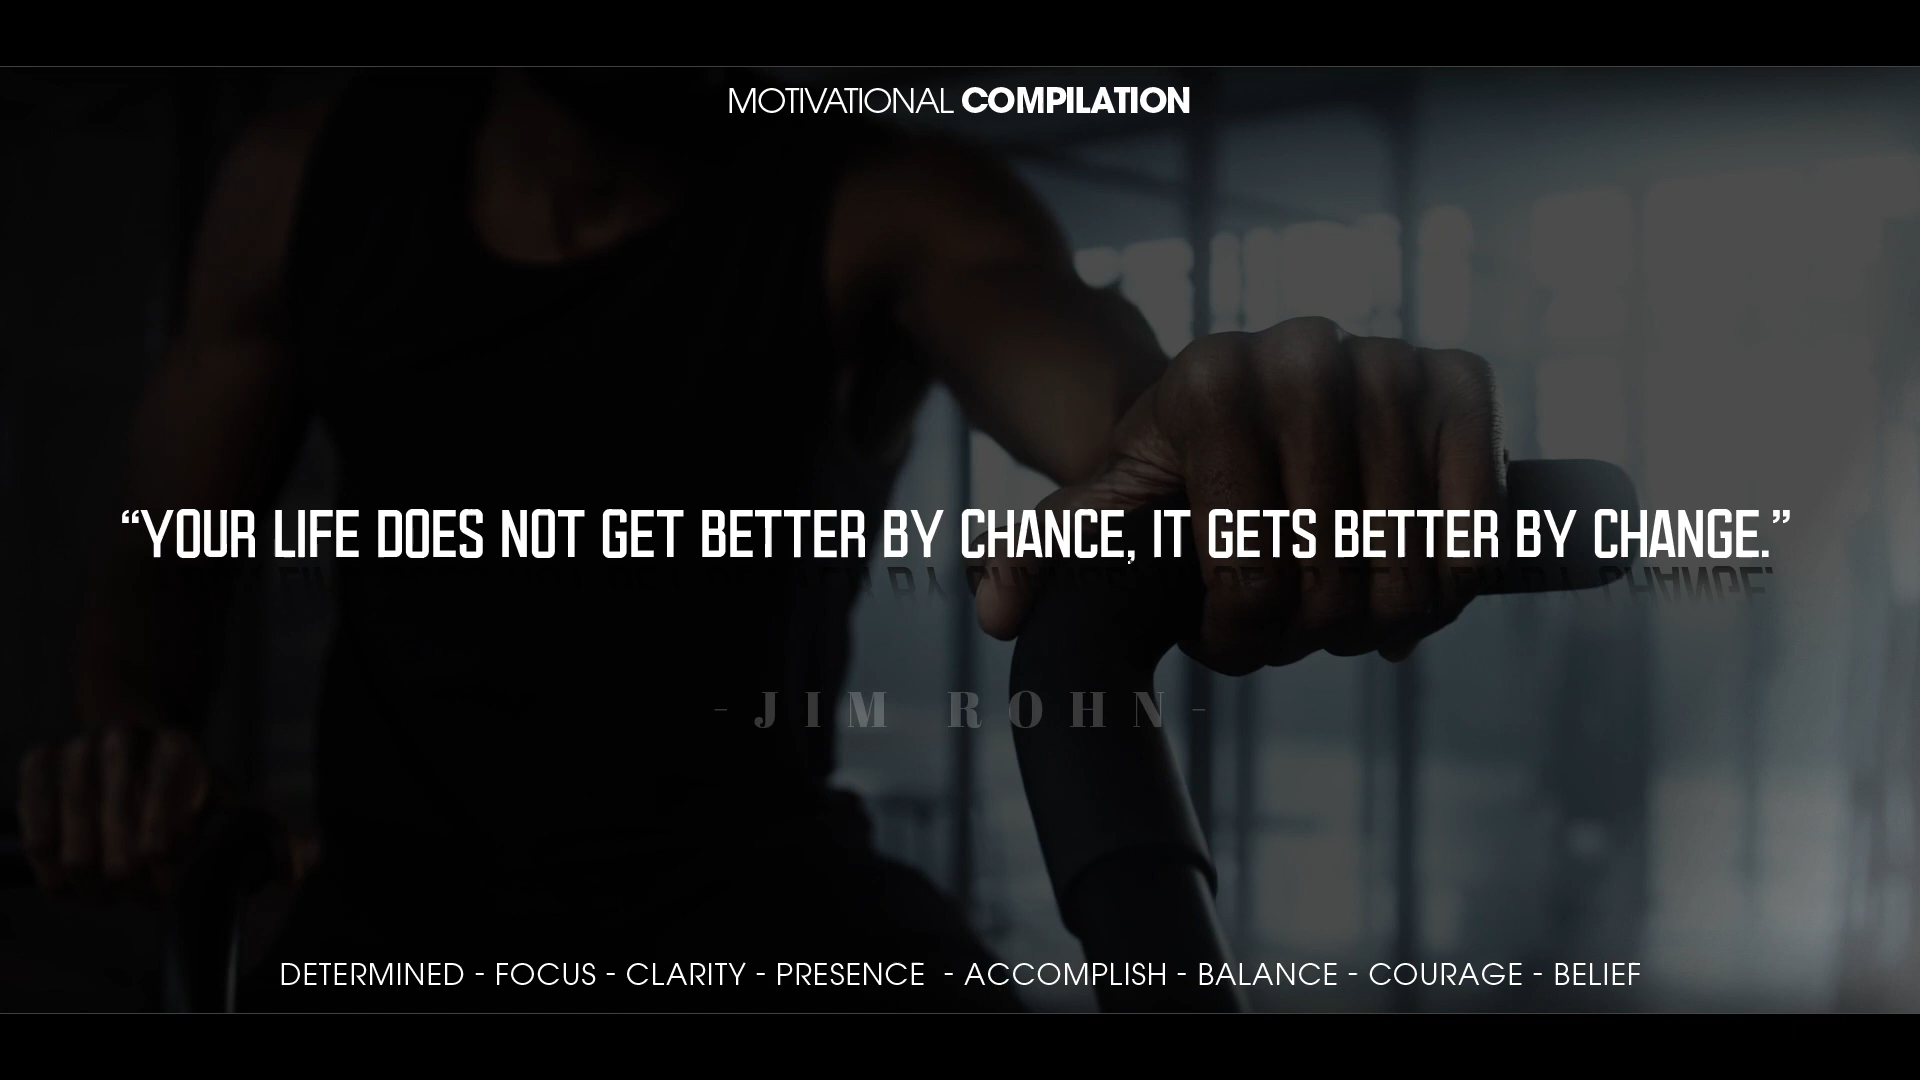 MOTIVATIONAL COMPILATION
“YOUR LIFE DOES NOT GET BETTER BY CHANCE, IT GETS BETTER BY CHANGE.”
- JIM ROHN -
DETERMINED - FOCUS - CLARITY - PRESENCE - ACCOMPLISH - BALANCE - COURAGE - BELIEF